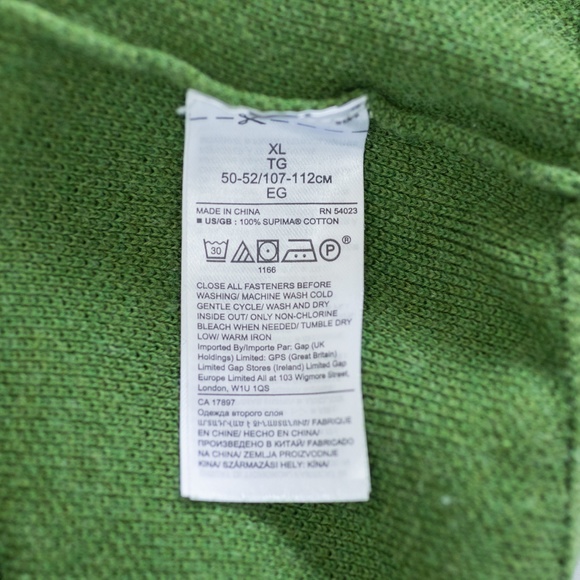 XL
TG
50-52/107-112CM
EG
MADE IN CHINA RN 54023
■ US/GB : 100% SUPIMA® COTTON
30 P ®
1166
CLOSE ALL FASTENERS BEFORE
WASHING/ MACHINE WASH COLD
GENTLE CYCLE/ WASH AND DRY
INSIDE OUT/ ONLY NON-CHLORINE
BLEACH WHEN NEEDED/ TUMBLE DRY
LOW/ WARM IRON
Imported By/Importe Par: Gap (UK
Holdings) Limited: GPS (Great Britain)
Limited Gap Stores (Ireland) Limited Gap
Europe Limited All at 103 Wigmore Street,
London, W1U 1QS
CA 17897
Одежда второго слоя
ԱՐՏԱԴՐՎԱԾ Է ՉԻՆԱՍՏԱՆՈՒՄ/ FABRIQUE
EN CHINE/ HECHO EN CHINA/
ПРОИЗВЕДЕНО В КИТАЙ/ FABRICADO
NA CHINA/ ZEMLJA PROIZVODNJE
KINA/ SZÁRMAZÁSI HELY: KÍNA/